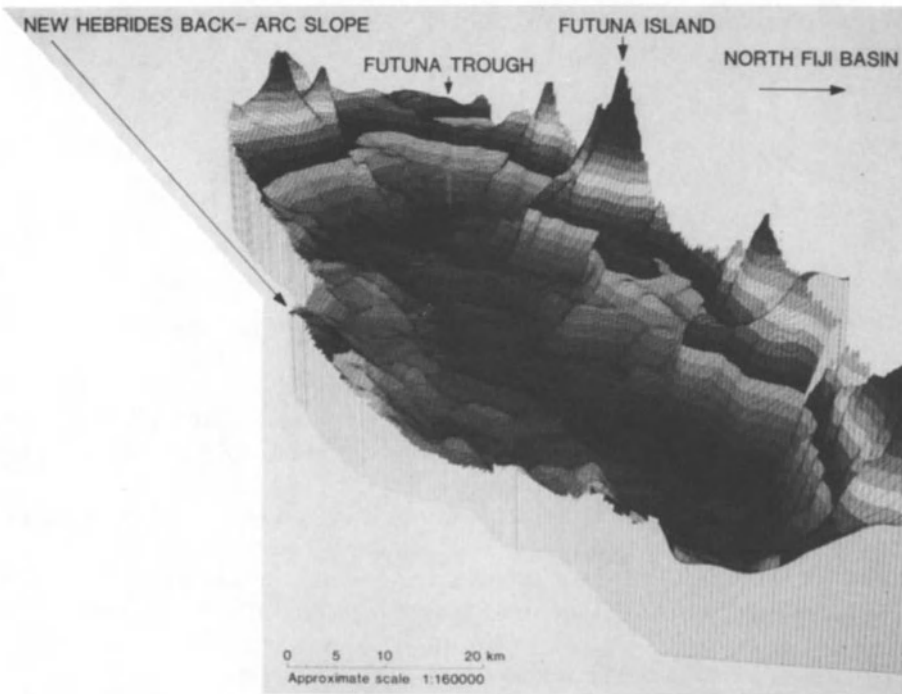 NEW HEBRIDES BACK- ARC SLOPE
FUTUNA ISLAND
FUTUNA TROUGH
NORTH FIJI BASIN
0 5 10 20 km
Approximate scale 1:160000